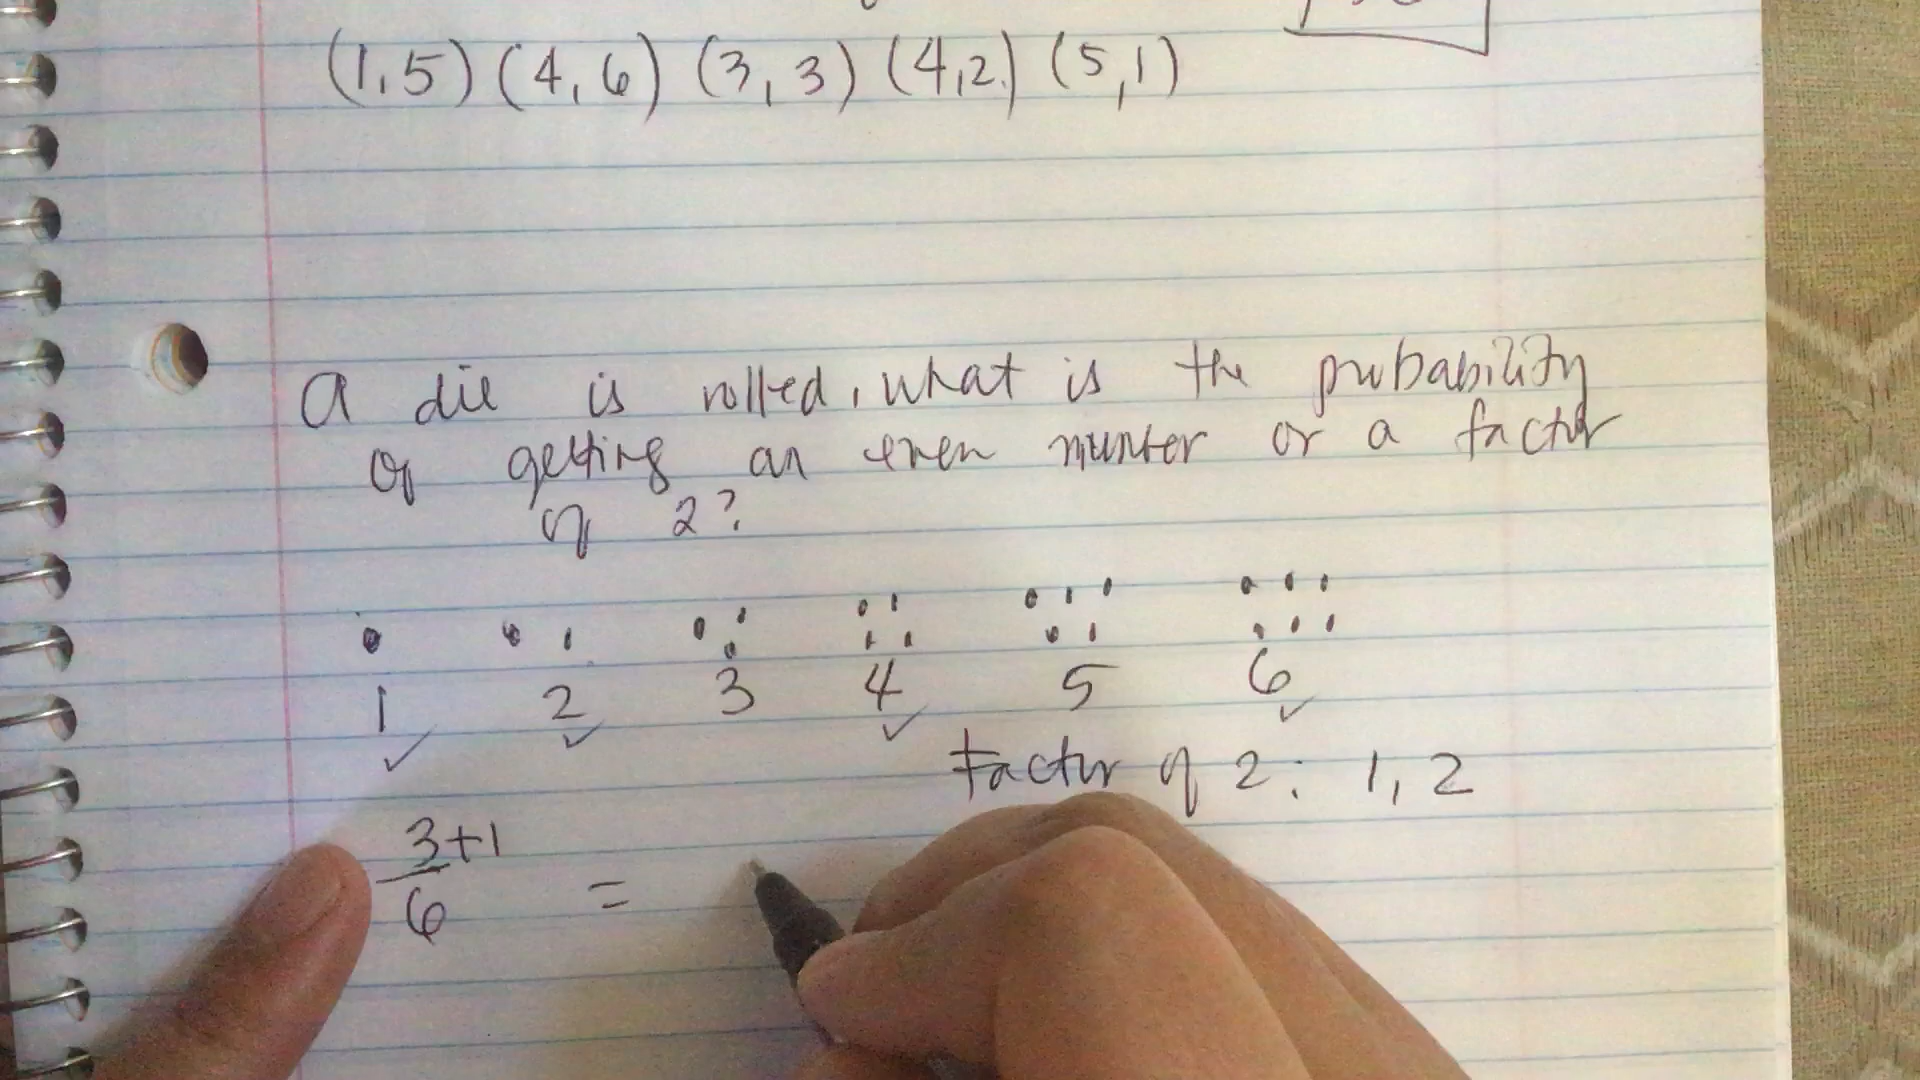 (1,5) (4,6) (3,3) (4,2) (5,1)
A die is rolled, what is the probability
of getting an even number or a factor
of 2?
1 2 3 4 5 6
Factor of 2: 1, 2
3+1
6
=